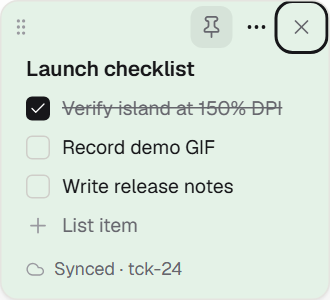 Launch checklist
Verify island at 150% DPI
Record demo GIF
Write release notes
List item
Synced · tck-24